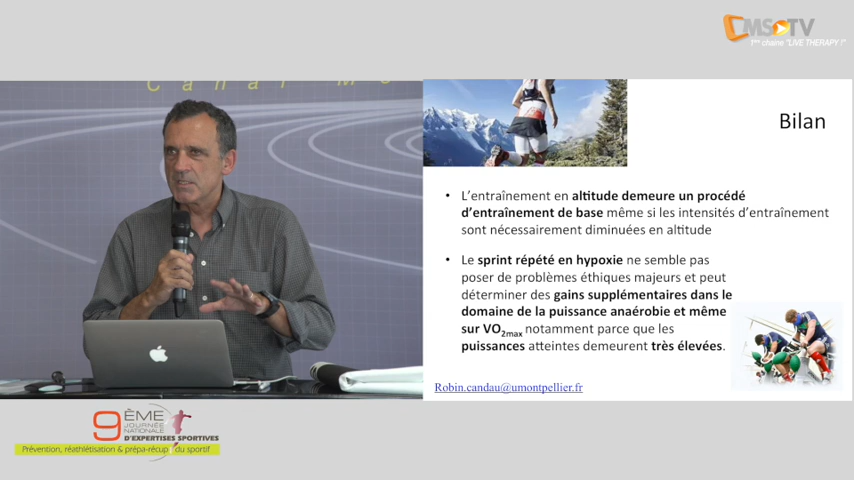 MSoTV
1ère chaîne "LIVE THERAPY !"
Canal M
Bilan
• L'entraînement en altitude demeure un procédé
d'entraînement de base même si les intensités d'entraînement
sont nécessairement diminuées en altitude
• Le sprint répété en hypoxie ne semble pas
poser de problèmes éthiques majeurs et peut
déterminer des gains supplémentaires dans le
domaine de la puissance anaérobie et même
sur VO2max notamment parce que les
puissances atteintes demeurent très élevées.
Robin.candau@umontpellier.fr
9ÈME
JOURNÉE
NATIONALE
D'EXPERTISES SPORTIVES
Prévention, réathlétisation & prépa-récup du sportif